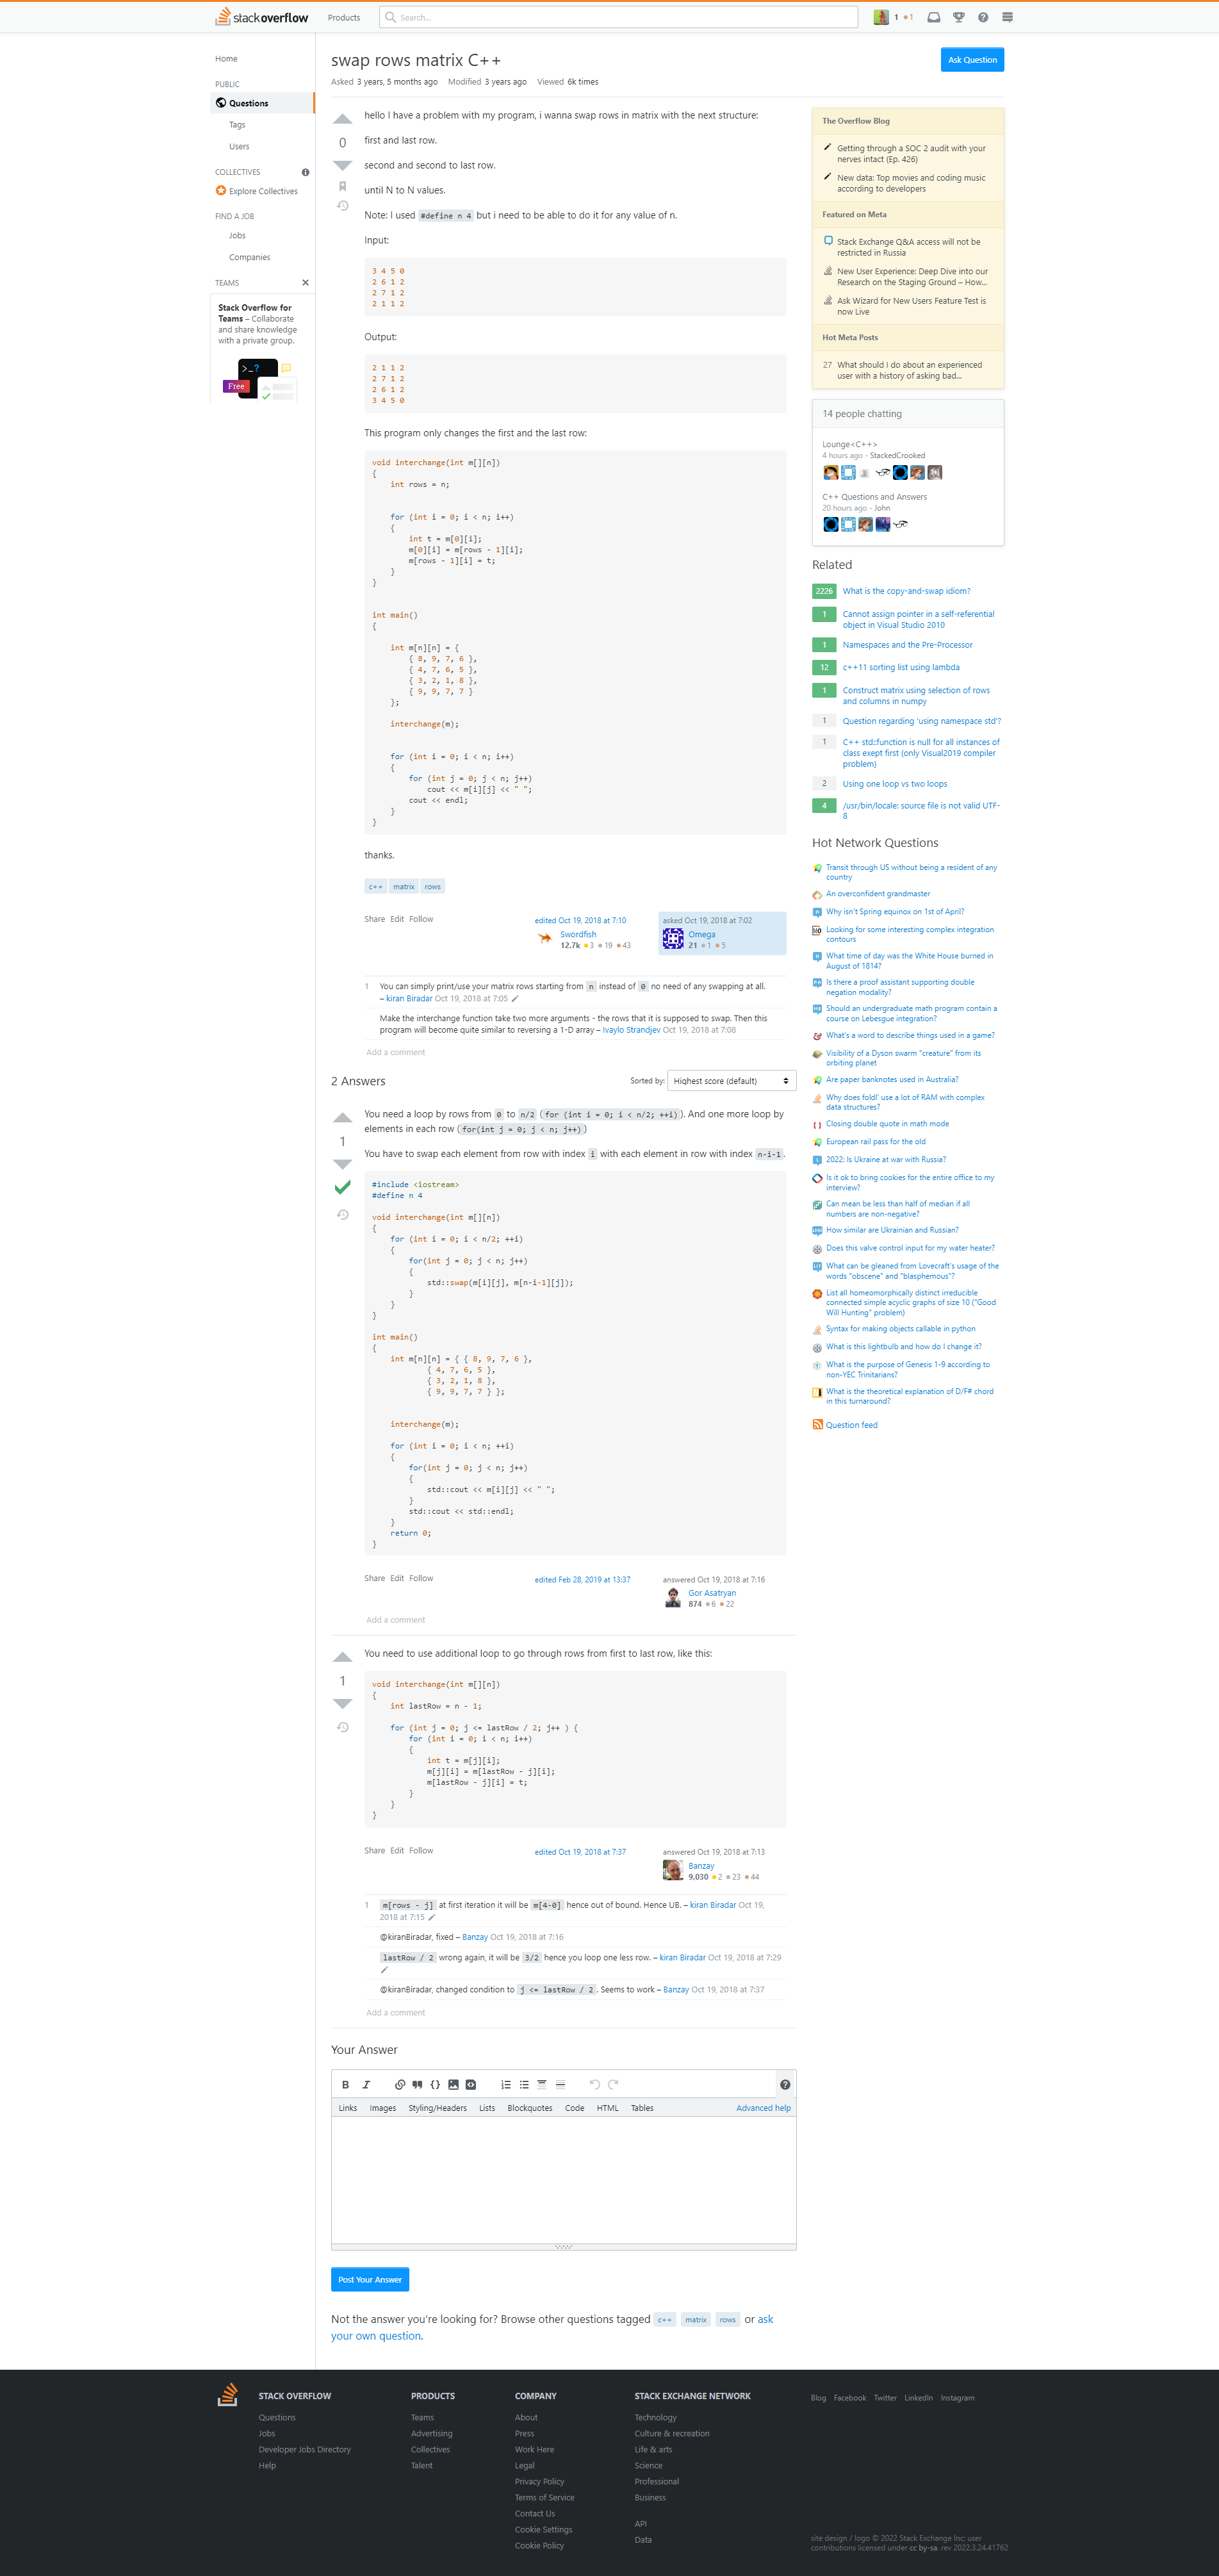 stackoverflow
Products
Search...
1 1
Home
PUBLIC
Questions
Tags
Users
COLLECTIVES
Explore Collectives
FIND A JOB
Jobs
Companies
TEAMS
Stack Overflow for
Teams – Collaborate
and share knowledge
with a private group.
>_?
Free
swap rows matrix C++
Ask Question
Asked 3 years, 5 months ago Modified 3 years ago Viewed 6k times
0
hello I have a problem with my program, i wanna swap rows in matrix with the next structure:
first and last row.
second and second to last row.
until N to N values.
Note: I used #define n 4 but i need to be able to do it for any value of n.
Input:
3 4 5 0
2 6 1 2
2 7 1 2
2 1 1 2
Output:
2 1 1 2
2 7 1 2
2 6 1 2
3 4 5 0
This program only changes the first and the last row:
void interchange(int m[][n])
{
    int rows = n;
    for (int i = 0; i < n; i++)
    {
        int t = m[0][i];
        m[0][i] = m[rows - 1][i];
        m[rows - 1][i] = t;
    }
}
int main()
{
    int m[n][n] = {
        { 8, 9, 7, 6 },
        { 4, 7, 6, 5 },
        { 3, 2, 1, 8 },
        { 9, 9, 7, 7 }
    };
    interchange(m);
    for (int i = 0; i < n; i++)
    {
        for (int j = 0; j < n; j++)
            cout << m[i][j] << " ";
        cout << endl;
    }
}
thanks.
c++ matrix rows
Share Edit Follow
edited Oct 19, 2018 at 7:10
Swordfish
12.7k 3 19 43
asked Oct 19, 2018 at 7:02
Omega
21 1 5
1 You can simply print/use your matrix rows starting from n instead of 0 no need of any swapping at all.
– kiran Biradar Oct 19, 2018 at 7:05
Make the interchange function take two more arguments - the rows that it is supposed to swap. Then this
program will become quite similar to reversing a 1-D array – Ivaylo Strandjev Oct 19, 2018 at 7:08
Add a comment
2 Answers
Sorted by: Highest score (default)
1
You need a loop by rows from 0 to n/2 (for (int i = 0; i < n/2; ++i)). And one more loop by
elements in each row (for(int j = 0; j < n; j++))
You have to swap each element from row with index i with each element in row with index n-i-1.
#include <iostream>
#define n 4
void interchange(int m[][n])
{
    for (int i = 0; i < n/2; ++i)
    {
        for(int j = 0; j < n; j++)
        {
            std::swap(m[i][j], m[n-i-1][j]);
        }
    }
}
int main()
{
    int m[n][n] = { { 8, 9, 7, 6 },
            { 4, 7, 6, 5 },
            { 3, 2, 1, 8 },
            { 9, 9, 7, 7 } };
    interchange(m);
    for (int i = 0; i < n; ++i)
    {
        for(int j = 0; j < n; j++)
        {
            std::cout << m[i][j] << " ";
        }
        std::cout << std::endl;
    }
    return 0;
}
Share Edit Follow
edited Feb 28, 2019 at 13:37
answered Oct 19, 2018 at 7:16
Gor Asatryan
874 6 22
Add a comment
1
You need to use additional loop to go through rows from first to last row, like this:
void interchange(int m[][n])
{
    int lastRow = n - 1;
    for (int j = 0; j <= lastRow / 2; j++ ) {
        for (int i = 0; i < n; i++)
        {
            int t = m[j][i];
            m[j][i] = m[lastRow - j][i];
            m[lastRow - j][i] = t;
        }
    }
}
Share Edit Follow
edited Oct 19, 2018 at 7:37
answered Oct 19, 2018 at 7:13
Banzay
9,030 2 23 44
1 m[rows - j] at first iteration it will be m[4-0] hence out of bound. Hence UB. – kiran Biradar Oct 19,
2018 at 7:15
@kiranBiradar, fixed – Banzay Oct 19, 2018 at 7:16
lastRow / 2 wrong again, it will be 3/2 hence you loop one less row. – kiran Biradar Oct 19, 2018 at 7:29
@kiranBiradar, changed condition to j <= lastRow / 2. Seems to work – Banzay Oct 19, 2018 at 7:37
Add a comment
Your Answer
B I
Links Images Styling/Headers Lists Blockquotes Code HTML Tables Advanced help
Post Your Answer
Not the answer you're looking for? Browse other questions tagged c++ matrix rows or ask
your own question.
The Overflow Blog
Getting through a SOC 2 audit with your
nerves intact (Ep. 426)
New data: Top movies and coding music
according to developers
Featured on Meta
Stack Exchange Q&A access will not be
restricted in Russia
New User Experience: Deep Dive into our
Research on the Staging Ground – How...
Ask Wizard for New Users Feature Test is
now Live
Hot Meta Posts
27 What should I do about an experienced
user with a history of asking bad...
14 people chatting
Lounge<C++>
4 hours ago - StackedCrooked
C++ Questions and Answers
20 hours ago - John
Related
2226 What is the copy-and-swap idiom?
1 Cannot assign pointer in a self-referential
object in Visual Studio 2010
1 Namespaces and the Pre-Processor
12 c++11 sorting list using lambda
1 Construct matrix using selection of rows
and columns in numpy
1 Question regarding 'using namespace std'?
1 C++ std::function is null for all instances of
class exept first (only Visual2019 compiler
problem)
2 Using one loop vs two loops
4 /usr/bin/locale: source file is not valid UTF-
8
Hot Network Questions
Transit through US without being a resident of any
country
An overconfident grandmaster
Why isn't Spring equinox on 1st of April?
Looking for some interesting complex integration
contours
What time of day was the White House burned in
August of 1814?
Is there a proof assistant supporting double
negation modality?
Should an undergraduate math program contain a
course on Lebesgue integration?
What's a word to describe things used in a game?
Visibility of a Dyson swarm "creature" from its
orbiting planet
Are paper banknotes used in Australia?
Why does foldl' use a lot of RAM with complex
data structures?
Closing double quote in math mode
European rail pass for the old
2022: Is Ukraine at war with Russia?
Is it ok to bring cookies for the entire office to my
interview?
Can mean be less than half of median if all
numbers are non-negative?
How similar are Ukrainian and Russian?
Does this valve control input for my water heater?
What can be gleaned from Lovecraft's usage of the
words "obscene" and "blasphemous"?
List all homeomorphically distinct irreducible
connected simple acyclic graphs of size 10 ("Good
Will Hunting" problem)
Syntax for making objects callable in python
What is this lightbulb and how do I change it?
What is the purpose of Genesis 1-9 according to
non-YEC Trinitarians?
What is the theoretical explanation of D/F# chord
in this turnaround?
Question feed
STACK OVERFLOW
Questions
Jobs
Developer Jobs Directory
Help
PRODUCTS
Teams
Advertising
Collectives
Talent
COMPANY
About
Press
Work Here
Legal
Privacy Policy
Terms of Service
Contact Us
Cookie Settings
Cookie Policy
STACK EXCHANGE NETWORK
Technology
Culture & recreation
Life & arts
Science
Professional
Business
API
Data
Blog Facebook Twitter LinkedIn Instagram
site design / logo © 2022 Stack Exchange Inc; user
contributions licensed under cc by-sa. rev 2022.3.24.41762